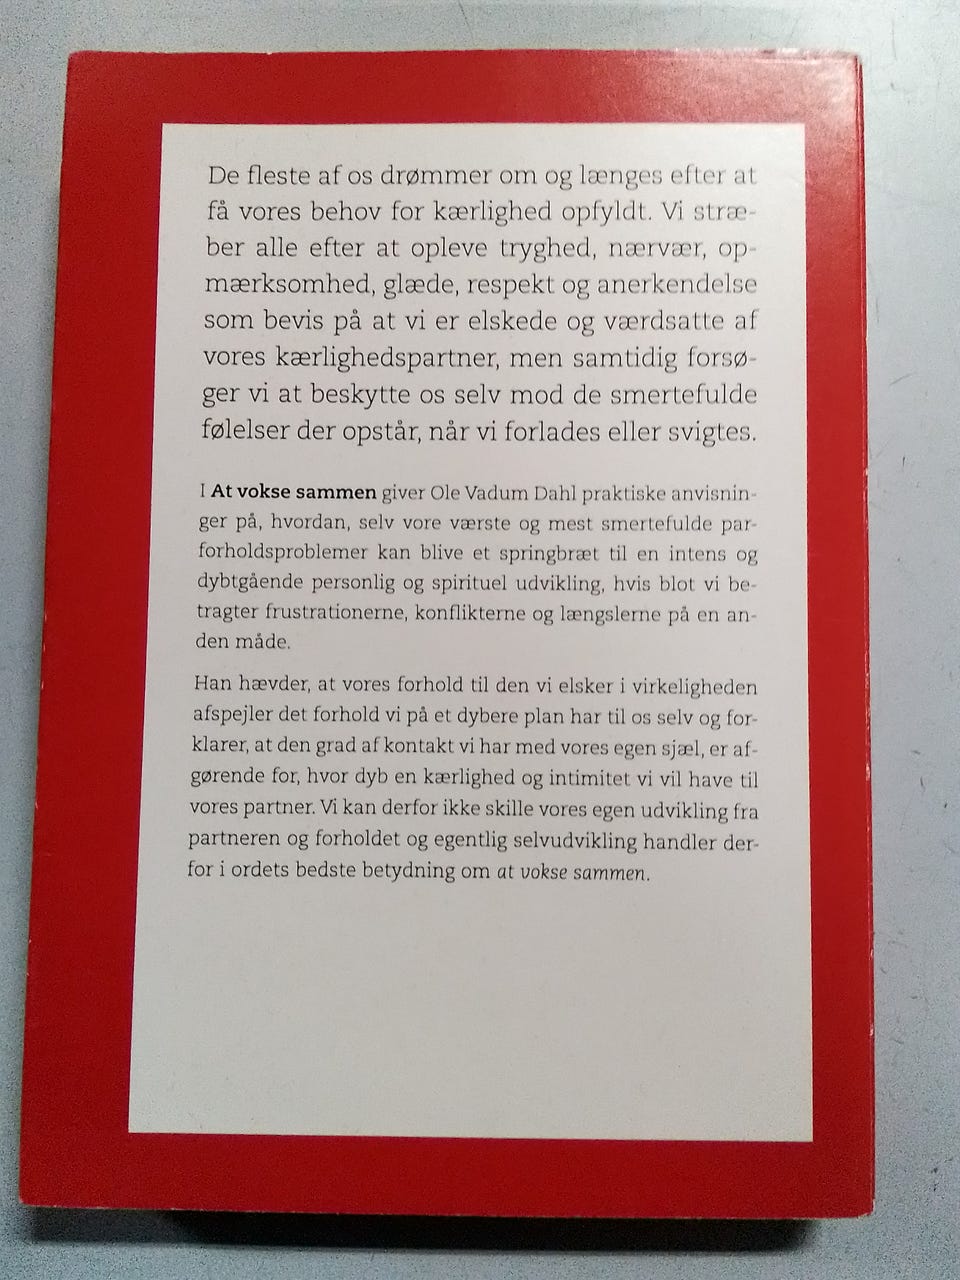 De fleste af os drømmer om og længes efter at
få vores behov for kærlighed opfyldt. Vi stræ-
ber alle efter at opleve tryghed, nærvær, op-
mærksomhed, glæde, respekt og anerkendelse
som bevis på at vi er elskede og værdsatte af
vores kærlighedspartner, men samtidig forsø-
ger vi at beskytte os selv mod de smertefulde
følelser der opstår, når vi forlades eller svigtes.
I At vokse sammen giver Ole Vadum Dahl praktiske anvisnin-
ger på, hvordan, selv vore værste og mest smertefulde par-
forholdsproblemer kan blive et springbræt til en intens og
dybtgående personlig og spirituel udvikling, hvis blot vi be-
tragter frustrationerne, konflikterne og længslerne på en an-
den måde.
Han hævder, at vores forhold til den vi elsker i virkeligheden
afspejler det forhold vi på et dybere plan har til os selv og for-
klarer, at den grad af kontakt vi har med vores egen sjæl, er af-
gørende for, hvor dyb en kærlighed og intimitet vi vil have til
vores partner. Vi kan derfor ikke skille vores egen udvikling fra
partneren og forholdet og egentlig selvudvikling handler der-
for i ordets bedste betydning om at vokse sammen.